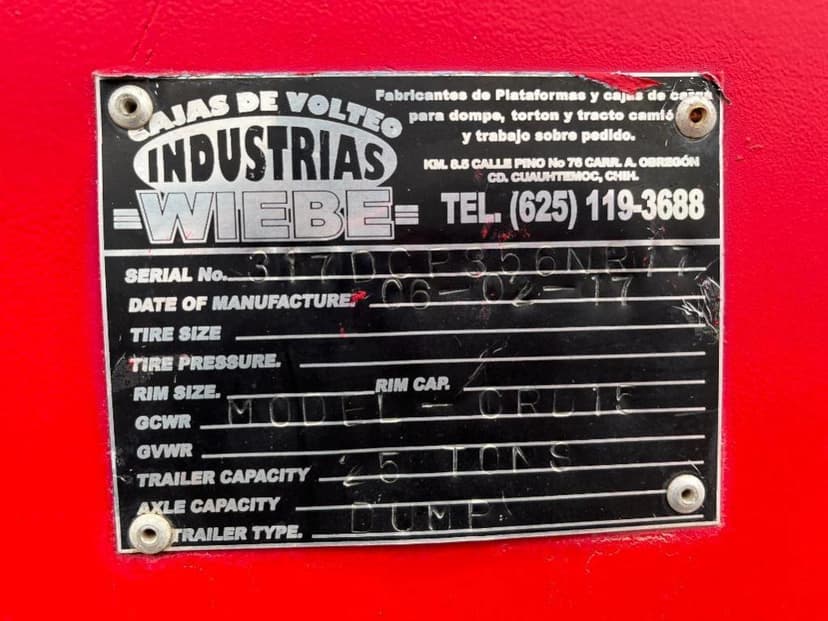 CAJAS DE VOLTEO
INDUSTRIAS
WIEBE
Fabricantes de Plataformas y cajas de carga
para dompe, torton y tracto camió
y trabajo sobre pedido.
KM. 8.5 CALLE PINO No 76 CARR. A. OBREGÓN
CD. CUAUHTEMOC, CHIH.
TEL. (625) 119-3688
SERIAL No. 317DCP356NR17
DATE OF MANUFACTURE. 06-02-17
TIRE SIZE
TIRE PRESSURE.
RIM SIZE. RIM CAP.
GCWR MODEL-CRD15
GVWR
TRAILER CAPACITY 25 TONS
AXLE CAPACITY
TRAILER TYPE. DUMP